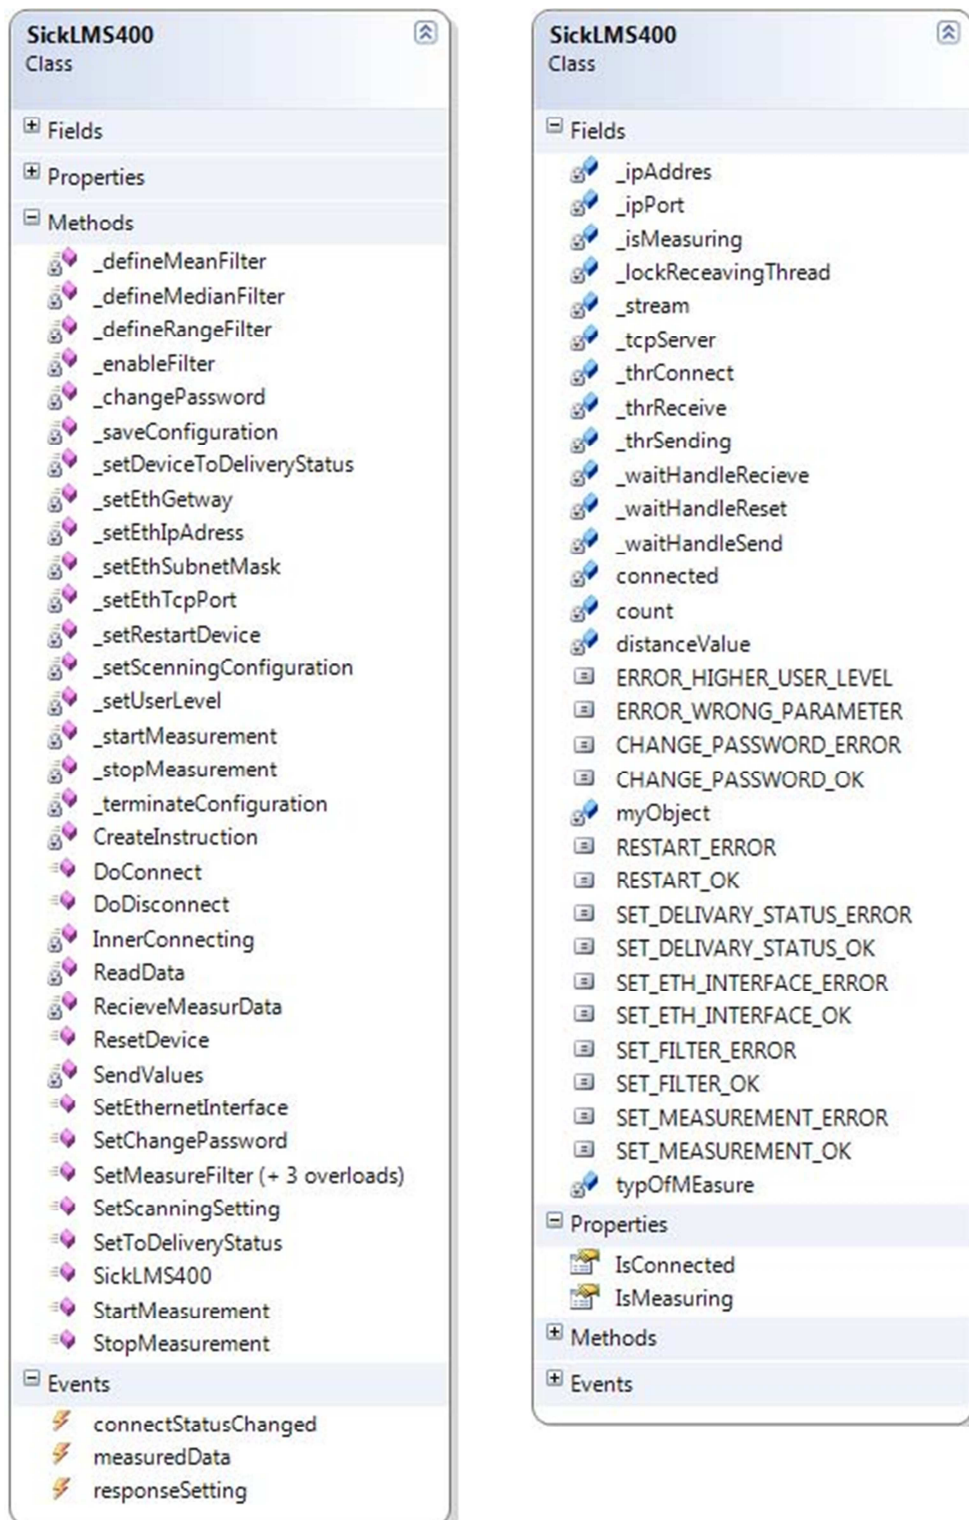 SickLMS400
Class
Fields
Properties
Methods
_defineMeanFilter
_defineMedianFilter
_defineRangeFilter
_enableFilter
_changePassword
_saveConfiguration
_setDeviceToDeliveryStatus
_setEthGetway
_setEthIpAdress
_setEthSubnetMask
_setEthTcpPort
_setRestartDevice
_setScenningConfiguration
_setUserLevel
_startMeasurement
_stopMeasurement
_terminateConfiguration
CreateInstruction
DoConnect
DoDisconnect
InnerConnecting
ReadData
RecieveMeasurData
ResetDevice
SendValues
SetEthernetInterface
SetChangePassword
SetMeasureFilter (+ 3 overloads)
SetScanningSetting
SetToDeliveryStatus
SickLMS400
StartMeasurement
StopMeasurement
Events
connectStatusChanged
measuredData
responseSetting
SickLMS400
Class
Fields
_ipAddres
_ipPort
_isMeasuring
_lockReceavingThread
_stream
_tcpServer
_thrConnect
_thrReceive
_thrSending
_waitHandleRecieve
_waitHandleReset
_waitHandleSend
connected
count
distanceValue
ERROR_HIGHER_USER_LEVEL
ERROR_WRONG_PARAMETER
CHANGE_PASSWORD_ERROR
CHANGE_PASSWORD_OK
myObject
RESTART_ERROR
RESTART_OK
SET_DELIVARY_STATUS_ERROR
SET_DELIVARY_STATUS_OK
SET_ETH_INTERFACE_ERROR
SET_ETH_INTERFACE_OK
SET_FILTER_ERROR
SET_FILTER_OK
SET_MEASUREMENT_ERROR
SET_MEASUREMENT_OK
typOfMEasure
Properties
IsConnected
IsMeasuring
Methods
Events